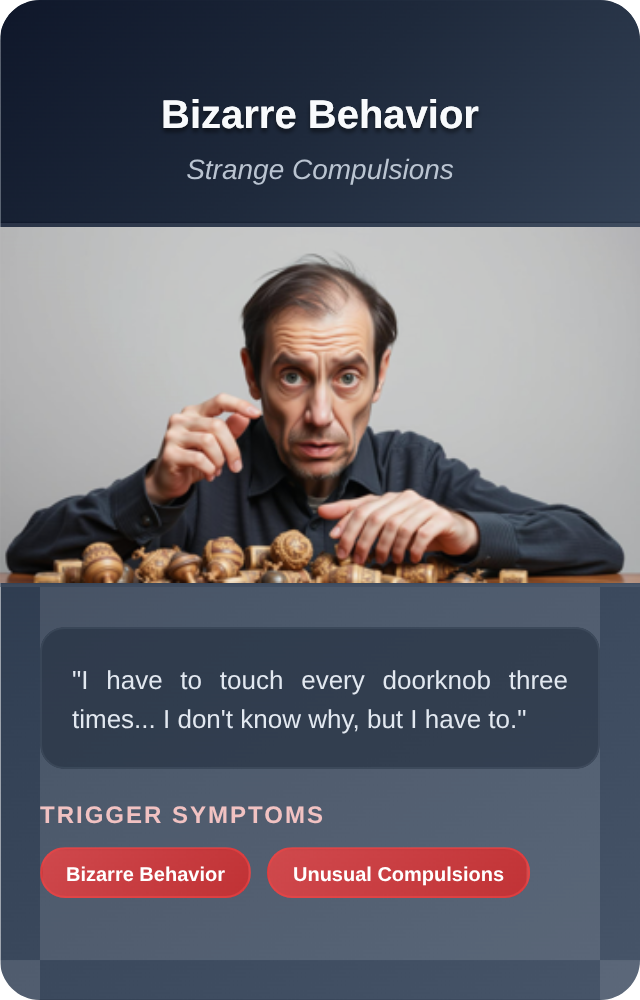 Bizarre Behavior
Strange Compulsions
"I have to touch every doorknob three
times... I don't know why, but I have to."
TRIGGER SYMPTOMS
Bizarre Behavior
Unusual Compulsions